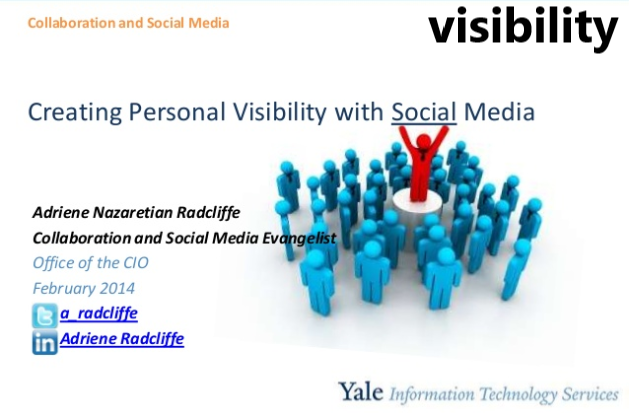 Collaboration and Social Media
visibility
Creating Personal Visibility with Social Media
Adriene Nazaretian Radcliffe
Collaboration and Social Media Evangelist
Office of the CIO
February 2014
a_radcliffe
in Adriene Radcliffe
Yale Information Technology Services